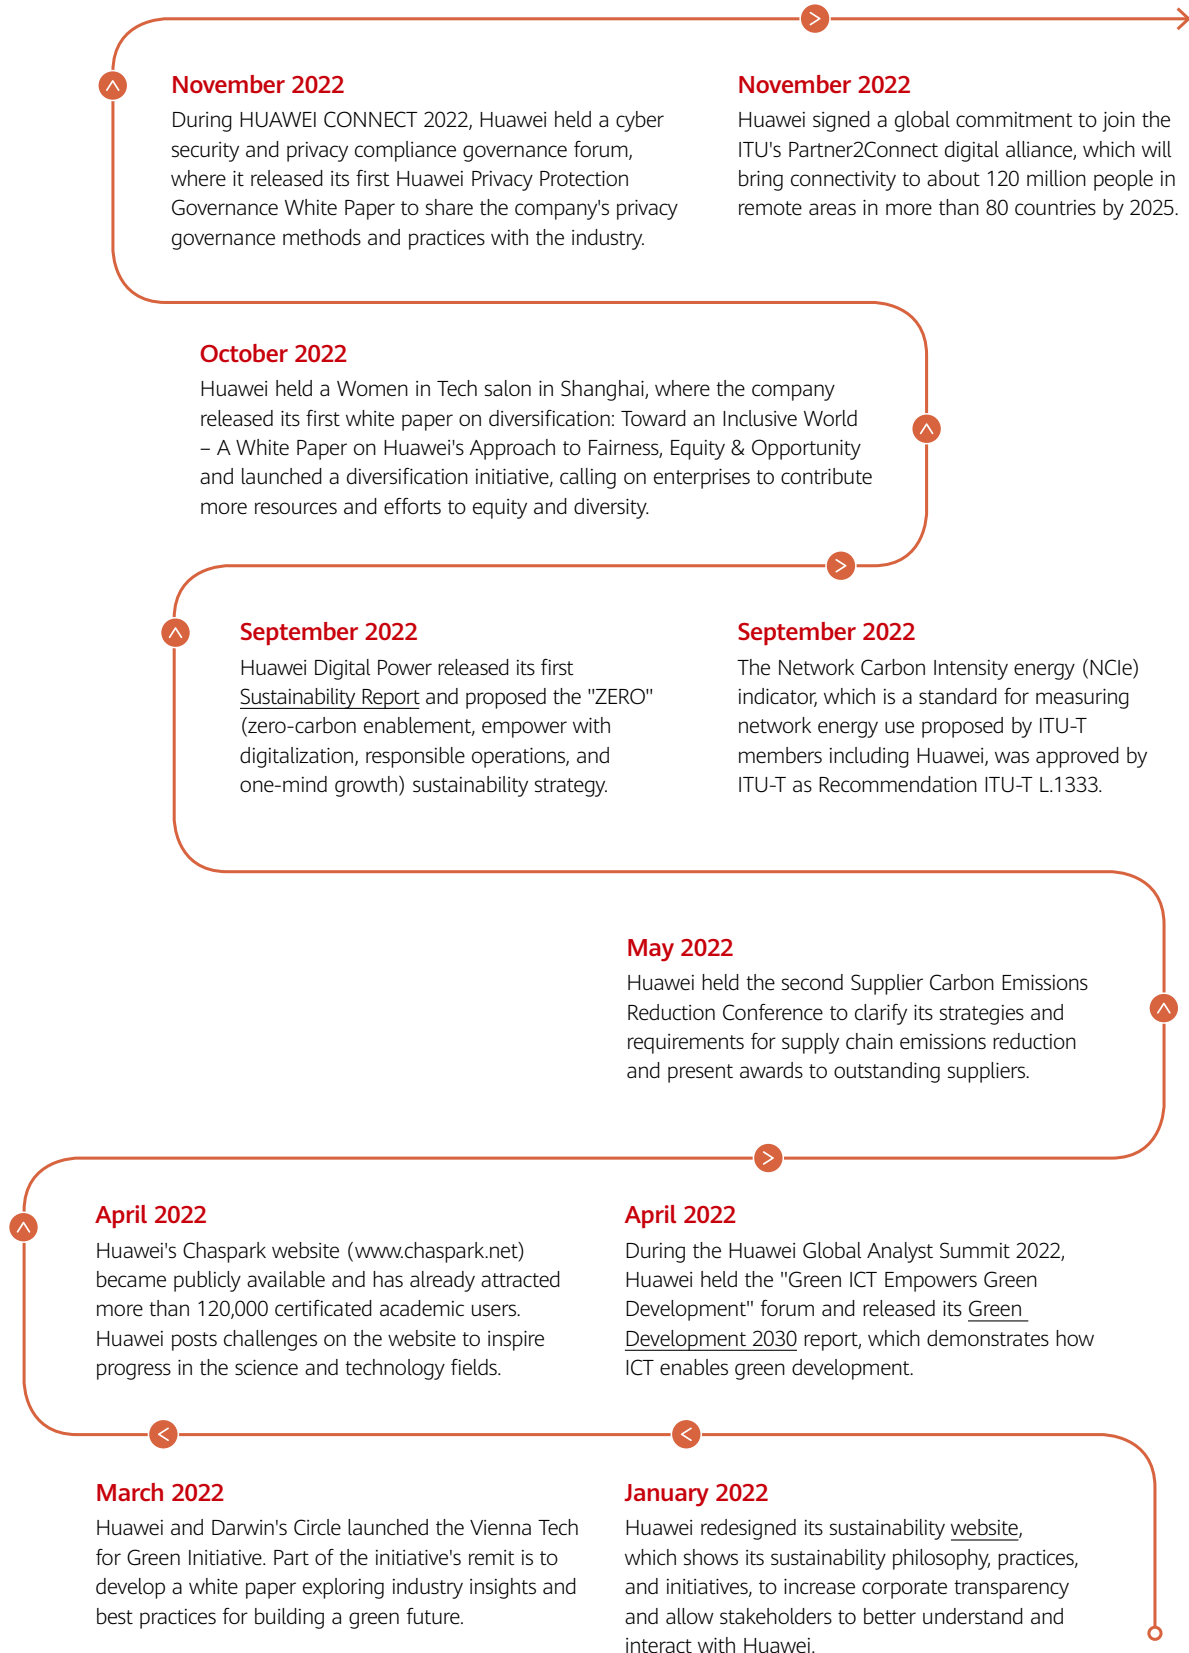 November 2022
During HUAWEI CONNECT 2022, Huawei held a cyber
security and privacy compliance governance forum,
where it released its first Huawei Privacy Protection
Governance White Paper to share the company's privacy
governance methods and practices with the industry.
November 2022
Huawei signed a global commitment to join the
ITU's Partner2Connect digital alliance, which will
bring connectivity to about 120 million people in
remote areas in more than 80 countries by 2025.
October 2022
Huawei held a Women in Tech salon in Shanghai, where the company
released its first white paper on diversification: Toward an Inclusive World
– A White Paper on Huawei's Approach to Fairness, Equity & Opportunity
and launched a diversification initiative, calling on enterprises to contribute
more resources and efforts to equity and diversity.
September 2022
Huawei Digital Power released its first
Sustainability Report and proposed the "ZERO"
(zero-carbon enablement, empower with
digitalization, responsible operations, and
one-mind growth) sustainability strategy.
September 2022
The Network Carbon Intensity energy (NCIe)
indicator, which is a standard for measuring
network energy use proposed by ITU-T
members including Huawei, was approved by
ITU-T as Recommendation ITU-T L.1333.
May 2022
Huawei held the second Supplier Carbon Emissions
Reduction Conference to clarify its strategies and
requirements for supply chain emissions reduction
and present awards to outstanding suppliers.
April 2022
Huawei's Chaspark website (www.chaspark.net)
became publicly available and has already attracted
more than 120,000 certificated academic users.
Huawei posts challenges on the website to inspire
progress in the science and technology fields.
April 2022
During the Huawei Global Analyst Summit 2022,
Huawei held the "Green ICT Empowers Green
Development" forum and released its Green
Development 2030 report, which demonstrates how
ICT enables green development.
March 2022
Huawei and Darwin's Circle launched the Vienna Tech
for Green Initiative. Part of the initiative's remit is to
develop a white paper exploring industry insights and
best practices for building a green future.
January 2022
Huawei redesigned its sustainability website,
which shows its sustainability philosophy, practices,
and initiatives, to increase corporate transparency
and allow stakeholders to better understand and
interact with Huawei.